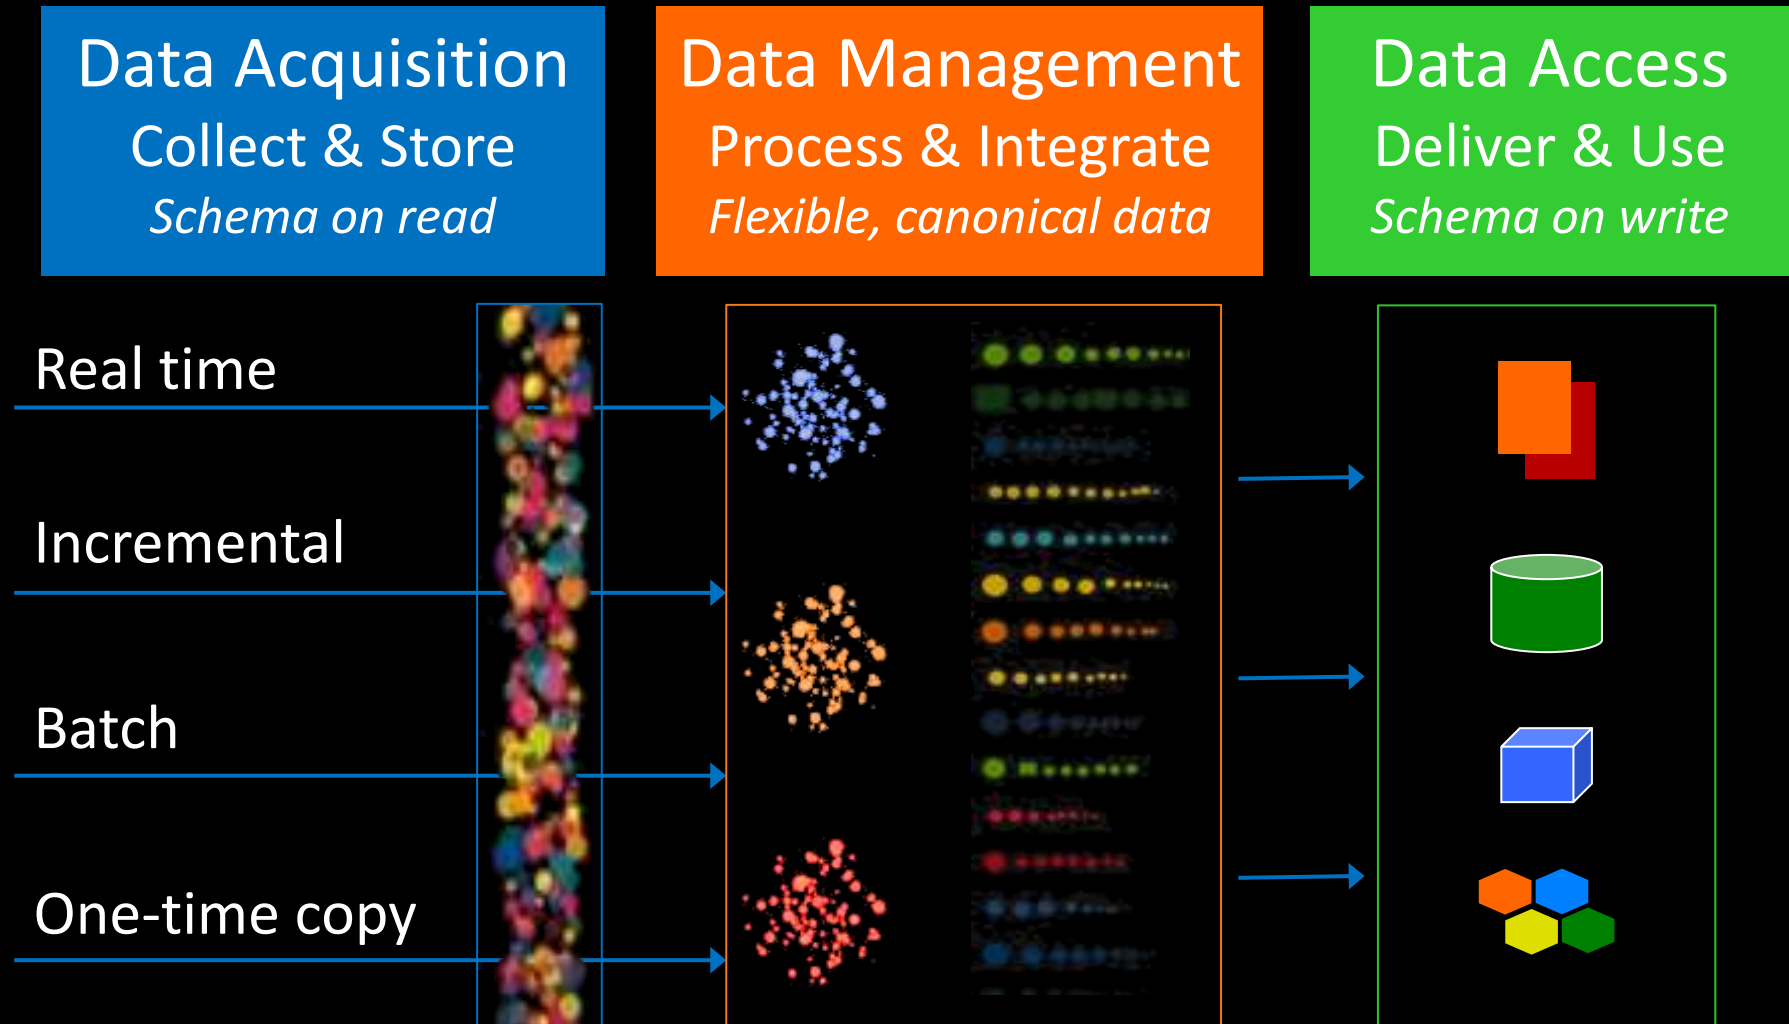 Data Acquisition
Collect & Store
Schema on read
Data Management
Process & Integrate
Flexible, canonical data
Data Access
Deliver & Use
Schema on write
Real time
Incremental
Batch
One-time copy